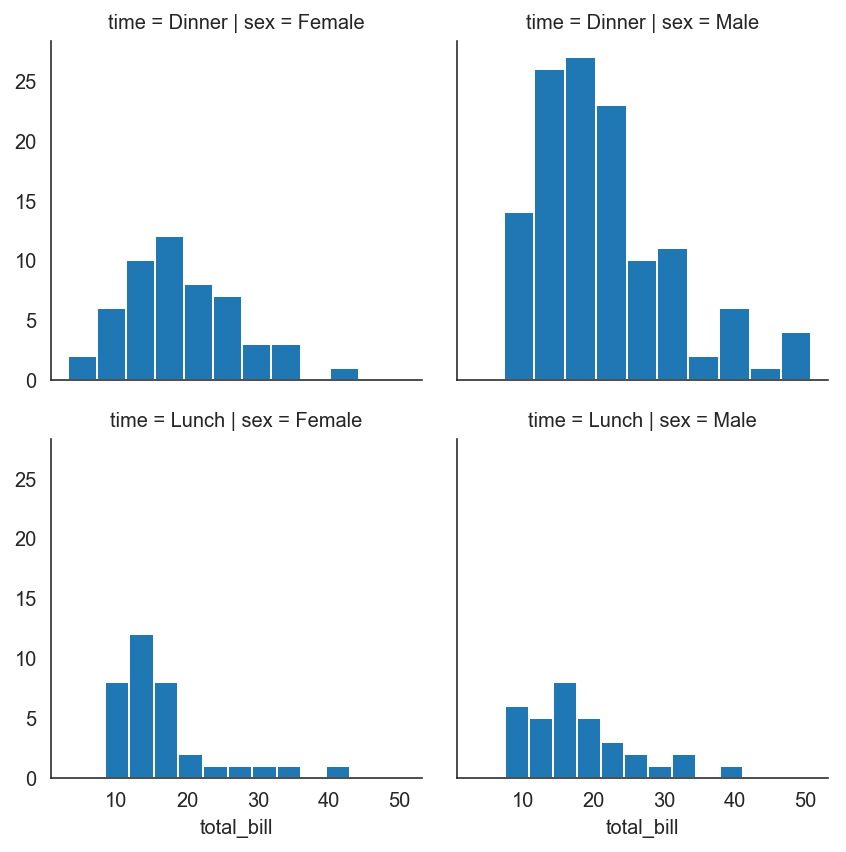 time = Dinner | sex = Female
time = Dinner | sex = Male
25
20
15
10
5
0
time = Lunch | sex = Female
time = Lunch | sex = Male
25
20
15
10
5
0
10 20 30 40 50
10 20 30 40 50
total_bill
total_bill